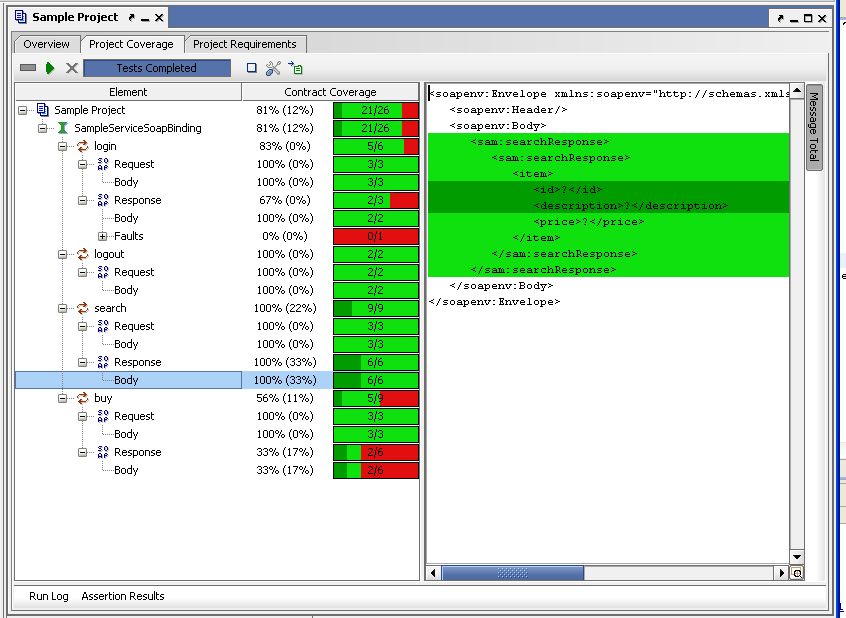 Sample Project
Overview Project Coverage Project Requirements
Tests Completed
Element Contract Coverage
Sample Project 81% (12%) 21/26
SampleServiceSoapBinding 81% (12%) 21/26
login 83% (0%) 5/6
Request 100% (0%) 3/3
Body 100% (0%) 3/3
Response 67% (0%) 2/3
Body 100% (0%) 2/2
Faults 0% (0%) 0/1
logout 100% (0%) 2/2
Request 100% (0%) 2/2
Body 100% (0%) 2/2
search 100% (22%) 9/9
Request 100% (0%) 3/3
Body 100% (0%) 3/3
Response 100% (33%) 6/6
Body 100% (33%) 6/6
buy 56% (11%) 5/9
Request 100% (0%) 3/3
Body 100% (0%) 3/3
Response 33% (17%) 2/6
Body 33% (17%) 2/6
<soapenv:Envelope xmlns:soapenv="http://schemas.xmls
<soapenv:Header/>
<soapenv:Body>
<sam:searchResponse>
<sam:searchResponse>
<item>
<id>?</id>
<description>?</description>
<price>?</price>
</item>
</sam:searchResponse>
</sam:searchResponse>
</soapenv:Body>
</soapenv:Envelope>
Message Total
Run Log Assertion Results